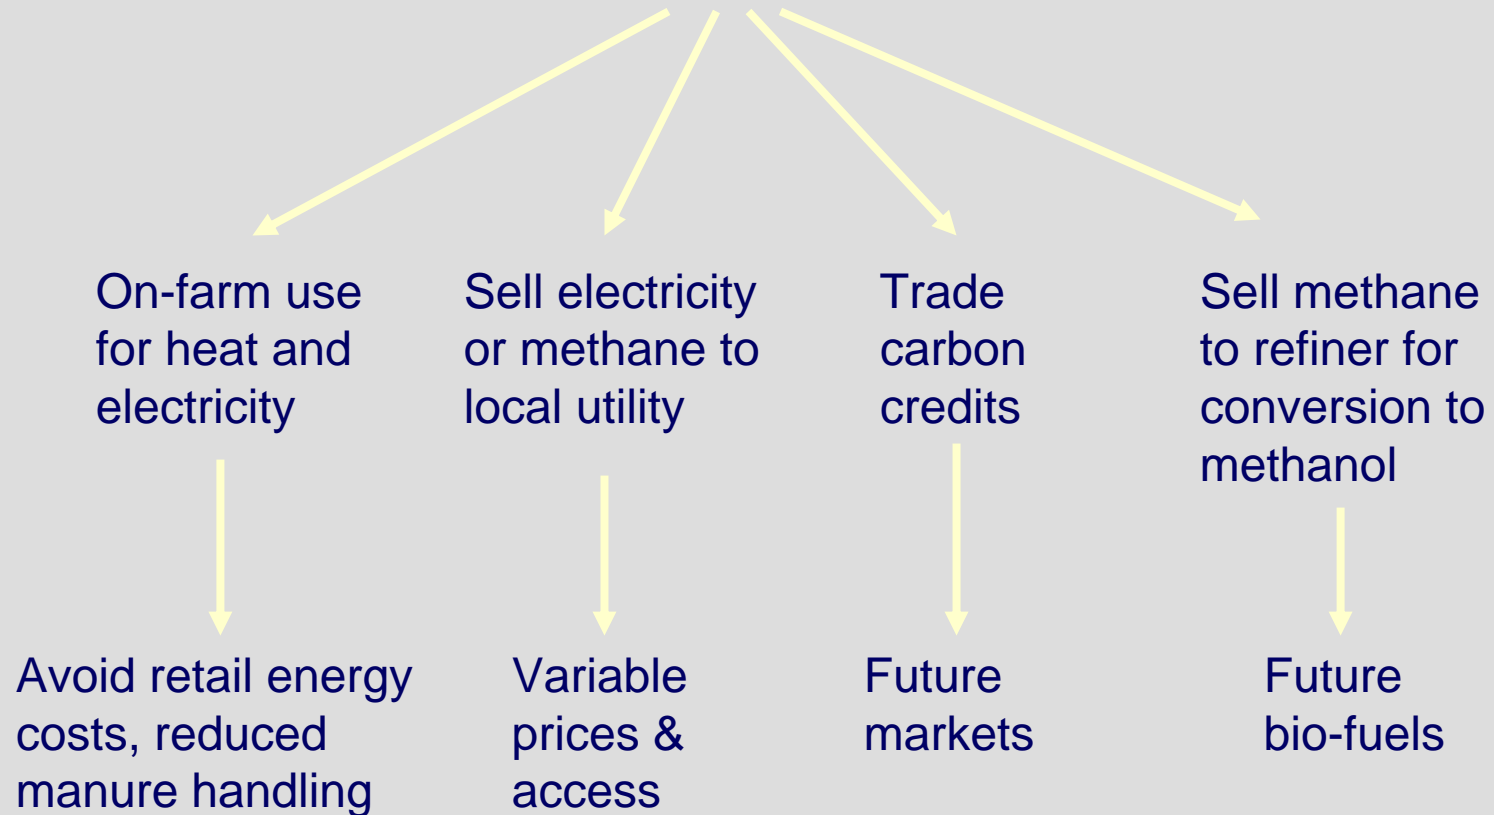 On-farm use
for heat and
electricity
Sell electricity
or methane to
local utility
Trade
carbon
credits
Sell methane
to refiner for
conversion to
methanol
Avoid retail energy
costs, reduced
manure handling
Variable
prices &
access
Future
markets
Future
bio-fuels